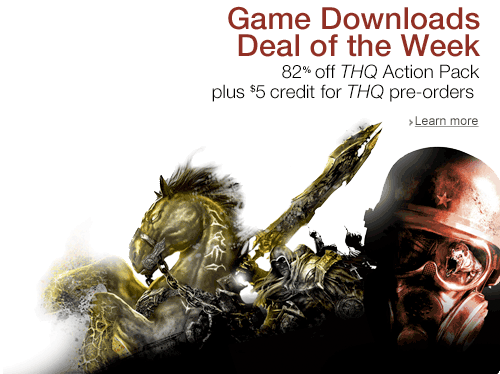 Game Downloads
Deal of the Week
82% off THQ Action Pack
plus $5 credit for THQ pre-orders
›Learn more